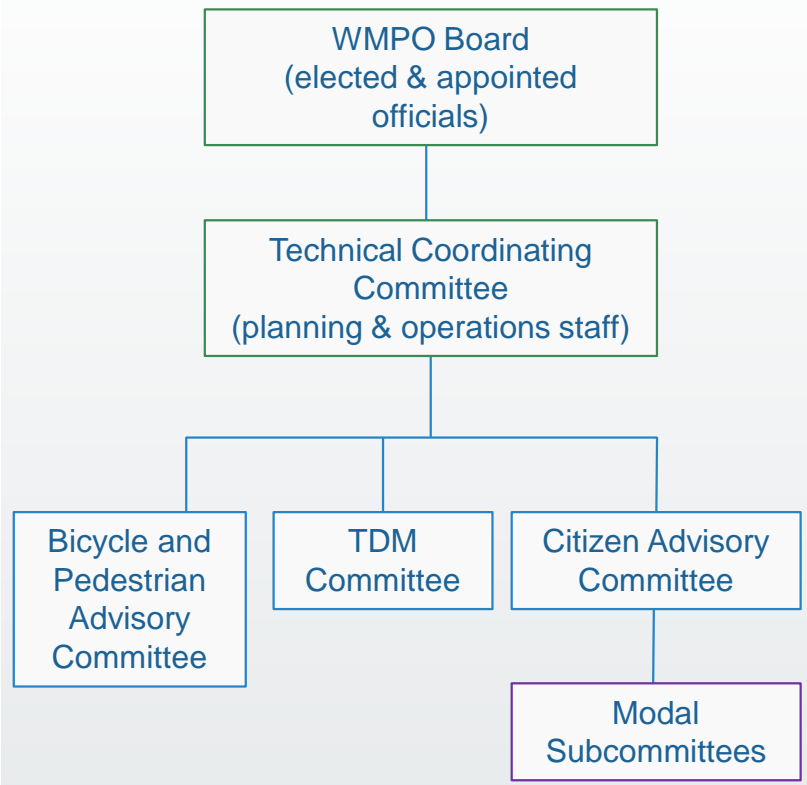 WMPO Board
(elected & appointed
officials)
Technical Coordinating
Committee
(planning & operations staff)
Bicycle and
Pedestrian
Advisory
Committee
TDM
Committee
Citizen Advisory
Committee
Modal
Subcommittees